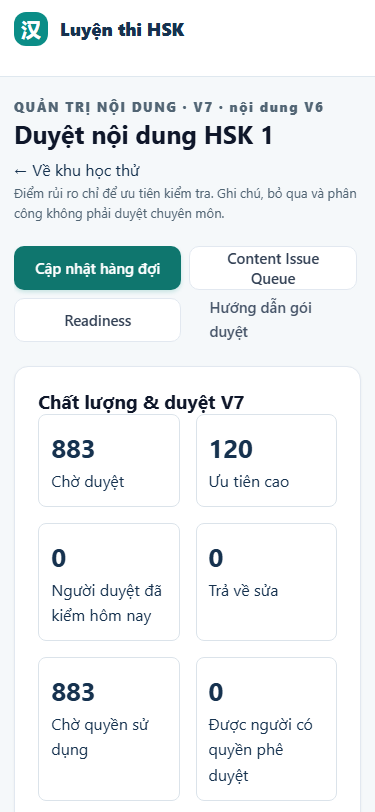 汉 Luyện thi HSK
QUẢN TRỊ NỘI DUNG · V7 · nội dung V6
Duyệt nội dung HSK 1
← Về khu học thử
Điểm rủi ro chỉ để ưu tiên kiểm tra. Ghi chú, bỏ qua và phân
công không phải duyệt chuyên môn.
Cập nhật hàng đợi
Content Issue
Queue
Readiness
Hướng dẫn gói
duyệt
Chất lượng & duyệt V7
883
Chờ duyệt
120
Ưu tiên cao
0
Người duyệt đã
kiểm hôm nay
0
Trả về sửa
883
Chờ quyền sử
dụng
0
Được người có
quyền phê
duyệt